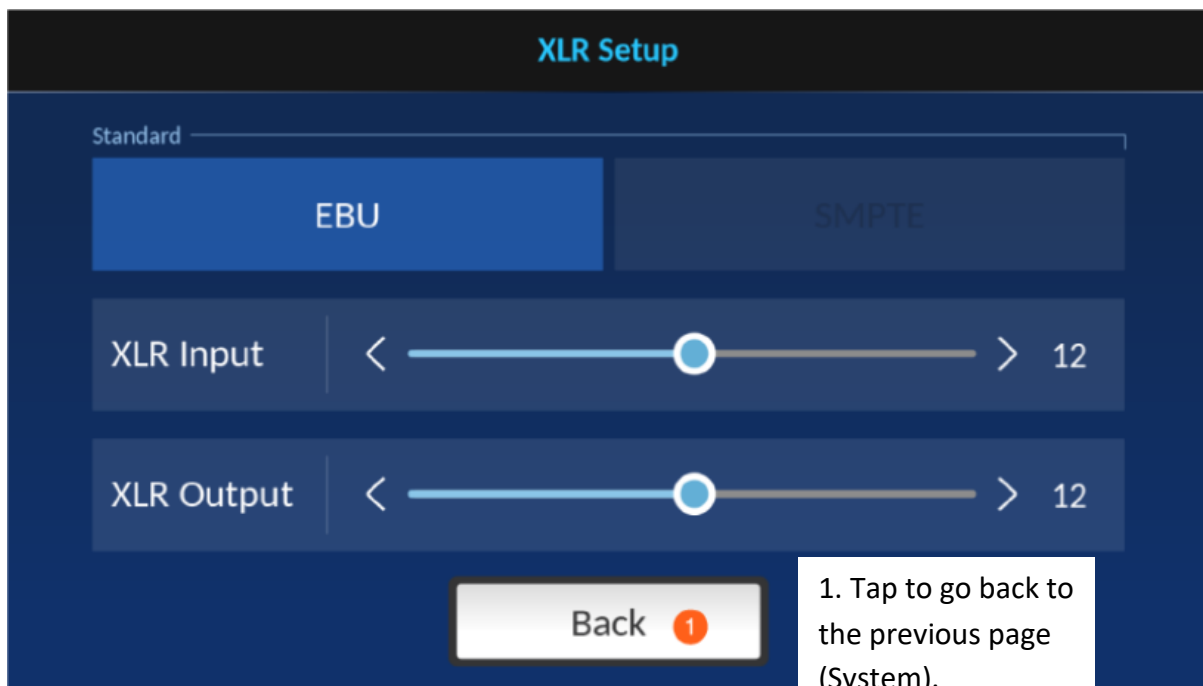 XLR Setup
Standard
EBU
SMPTE
XLR Input
12
XLR Output
12
Back 1
1. Tap to go back to
the previous page
(System).